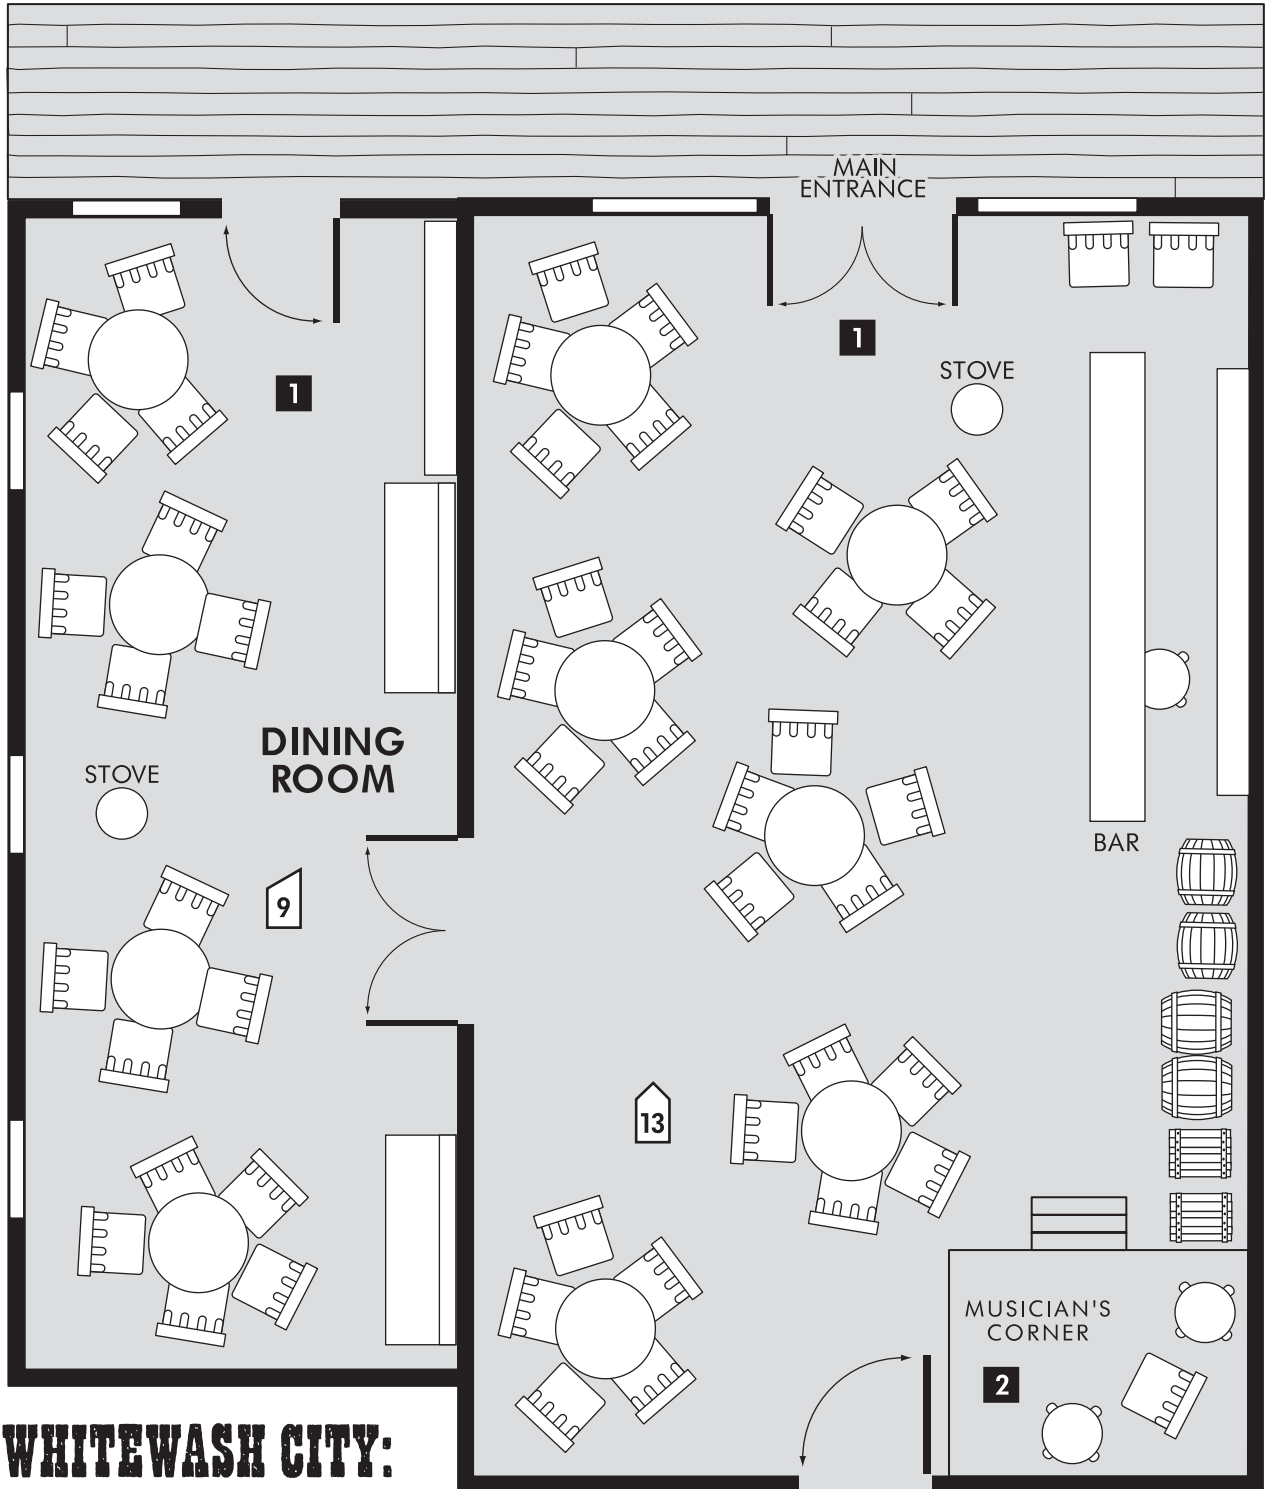 MAIN
ENTRANCE
1
1
STOVE
DINING
ROOM
STOVE
BAR
9
13
MUSICIAN'S
CORNER
2
WHITEWASH CITY: